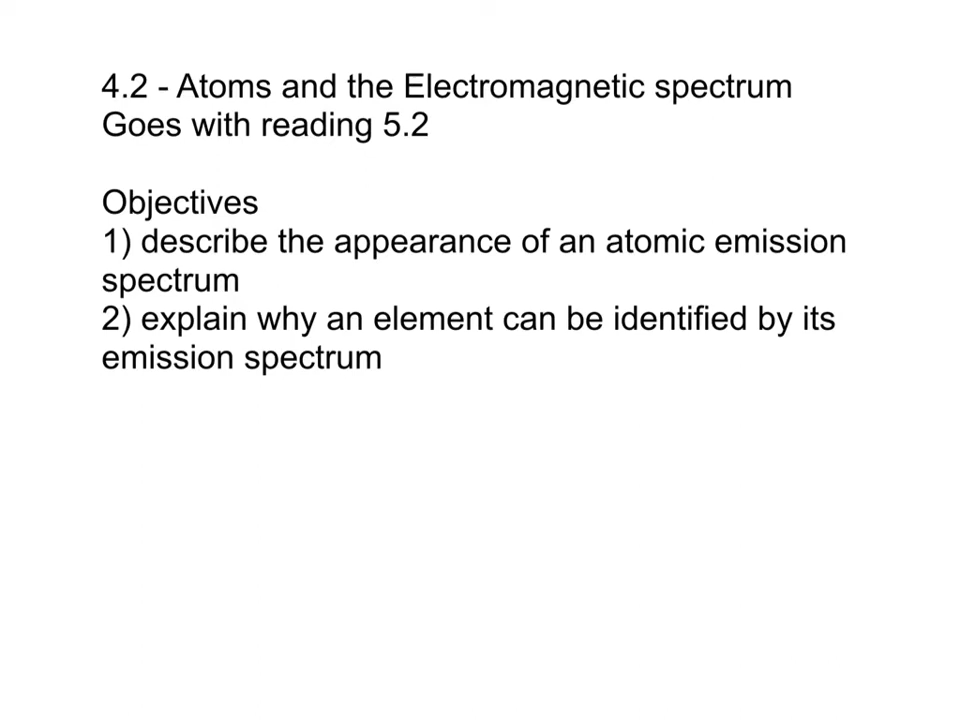 4.2 - Atoms and the Electromagnetic spectrum
Goes with reading 5.2
Objectives
1) describe the appearance of an atomic emission
spectrum
2) explain why an element can be identified by its
emission spectrum